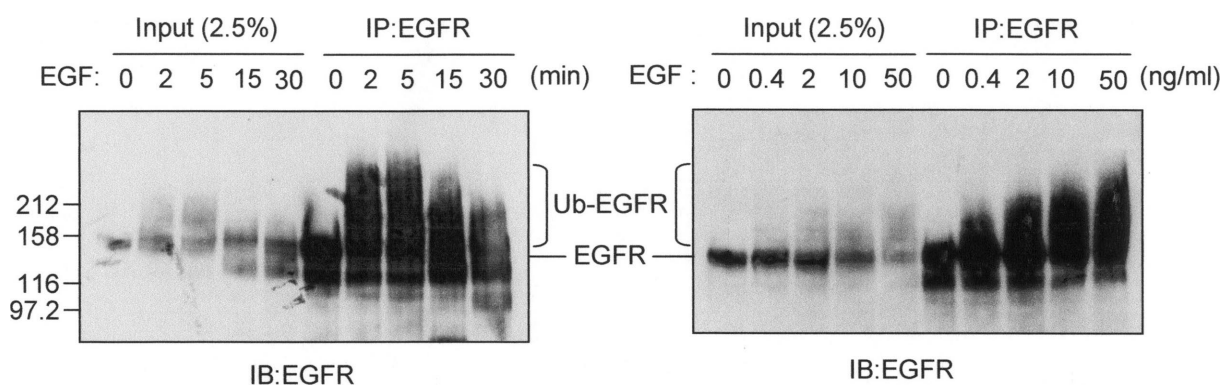 Input (2.5%) IP:EGFR
EGF: 0 2 5 15 30 0 2 5 15 30 (min)
212
158
116
97.2
IB:EGFR
Ub-EGFR
EGFR
Input (2.5%) IP:EGFR
EGF : 0 0.4 2 10 50 0 0.4 2 10 50 (ng/ml)
IB:EGFR